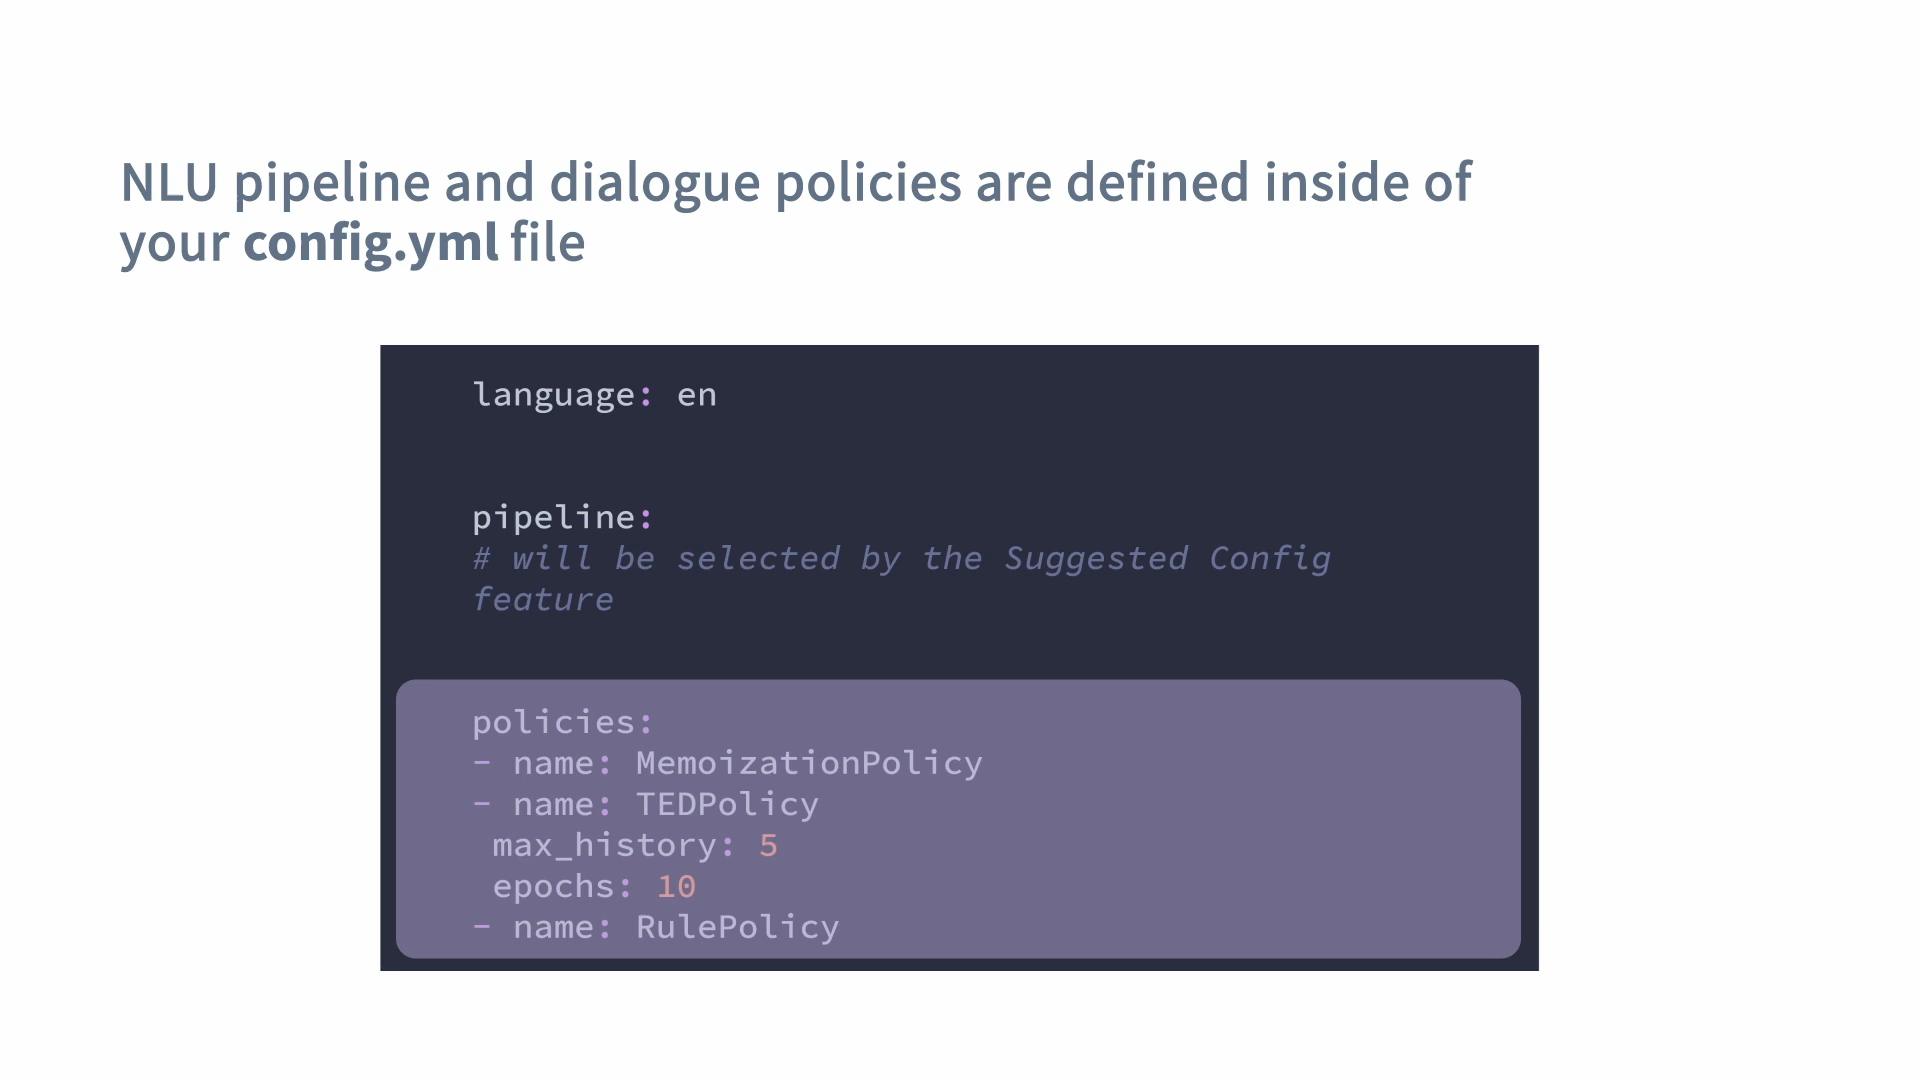 NLU pipeline and dialogue policies are defined inside of
your config.yml file
language: en
pipeline:
# will be selected by the Suggested Config
feature
policies:
- name: MemoizationPolicy
- name: TEDPolicy
 max_history: 5
 epochs: 10
- name: RulePolicy